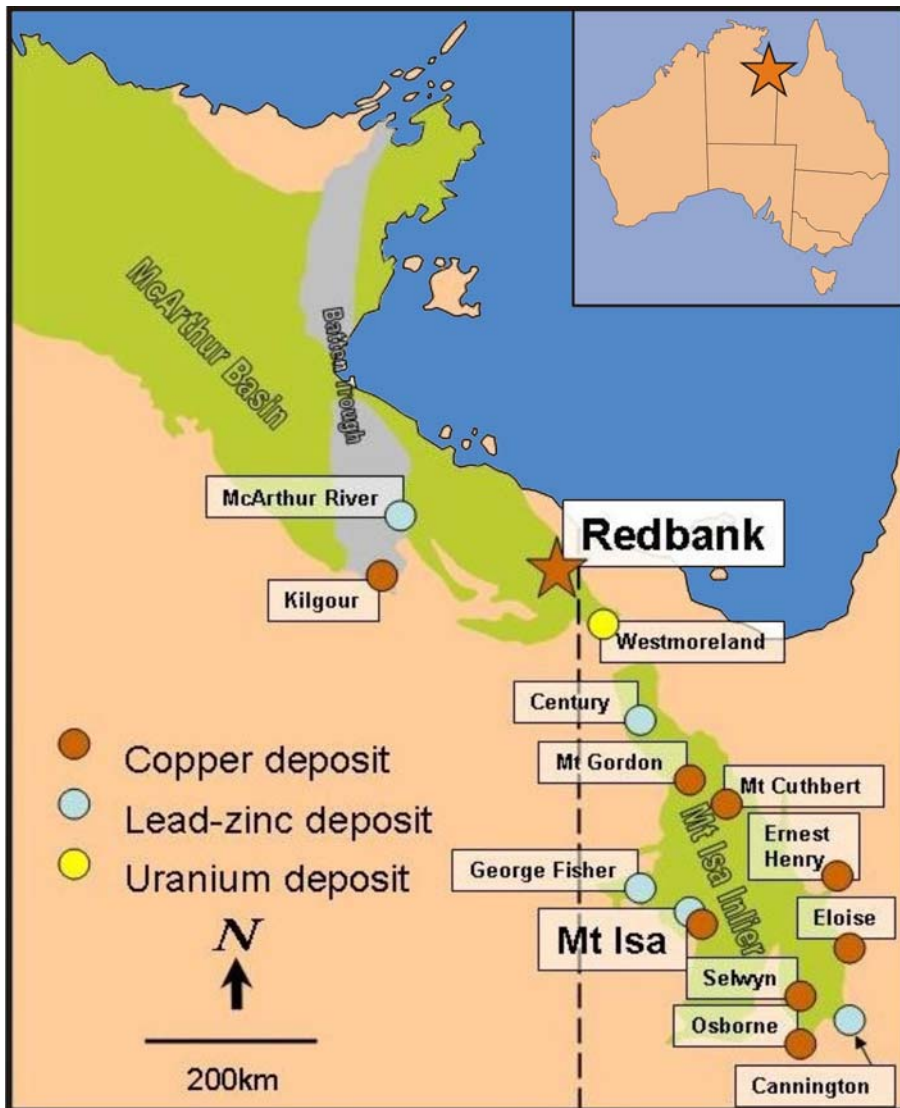 McArthur Basin
Batten Trough
McArthur River
Redbank
Kilgour
Westmoreland
Century
Copper deposit
Mt Gordon
Mt Cuthbert
Lead-zinc deposit
Ernest
Henry
Uranium deposit
George Fisher
Mt Isa Inlier
Eloise
Mt Isa
N
Selwyn
Osborne
200km
Cannington